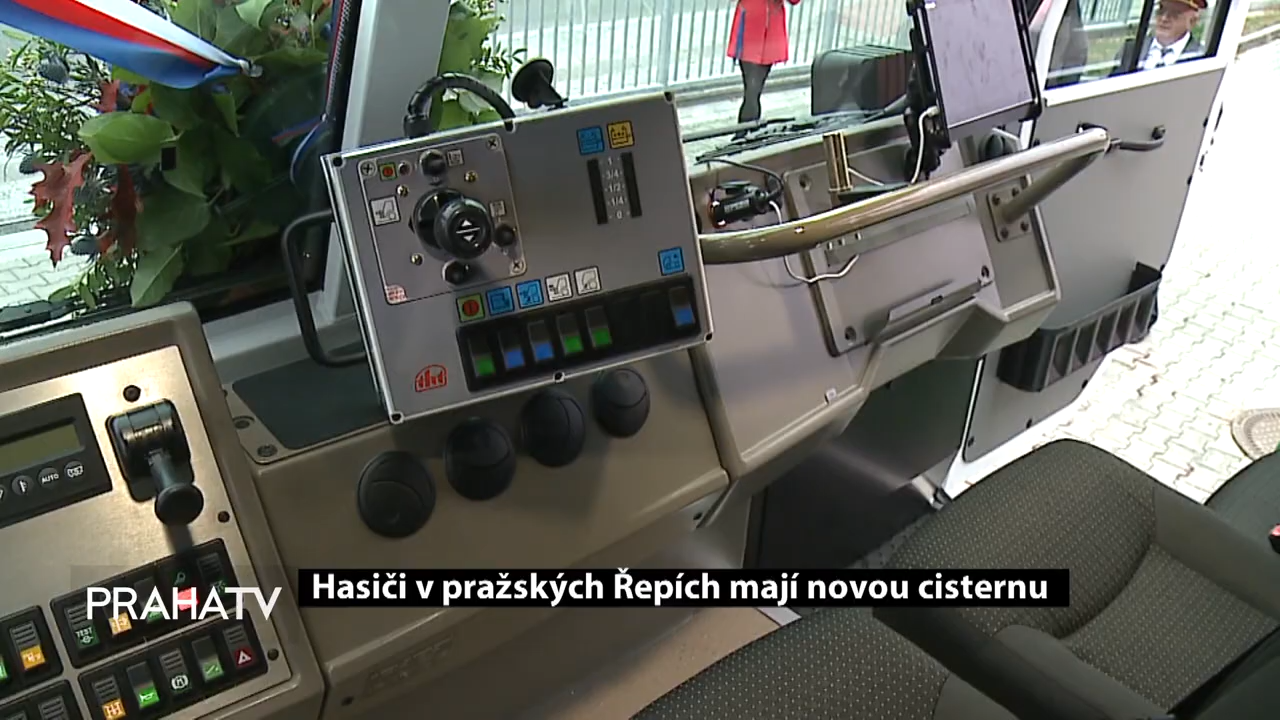 1
3/4
1/2
1/4
0
AUTO
TEST
PRAHA TV
Hasiči v pražských Řepích mají novou cisternu